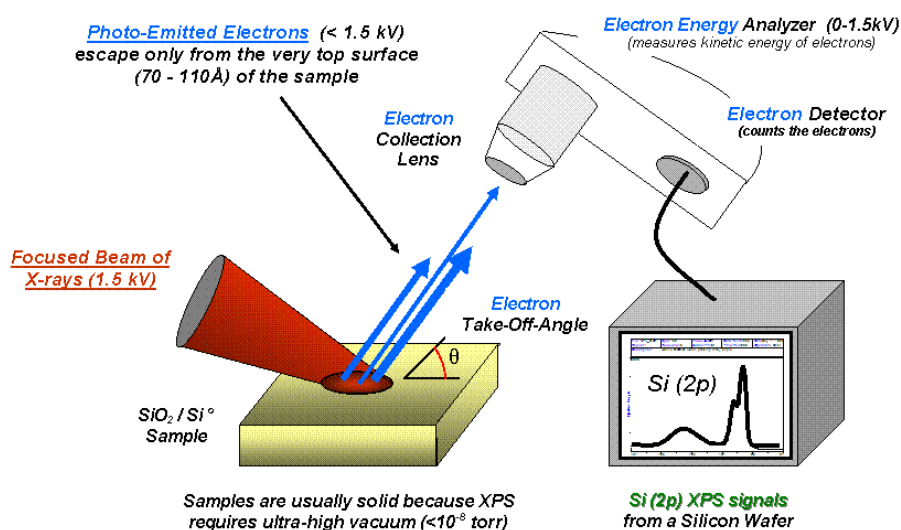 Photo-Emitted Electrons (< 1.5 kV)
escape only from the very top surface
(70 - 110Å) of the sample
Electron Energy Analyzer (0-1.5kV)
(measures kinetic energy of electrons)
Electron
Collection
Lens
Electron Detector
(counts the electrons)
Focused Beam of
X-rays (1.5 kV)
Electron
Take-Off-Angle
θ
SiO₂ / Si°
Sample
Si (2p)
Samples are usually solid because XPS
requires ultra-high vacuum (<10⁻⁸ torr)
Si (2p) XPS signals
from a Silicon Wafer